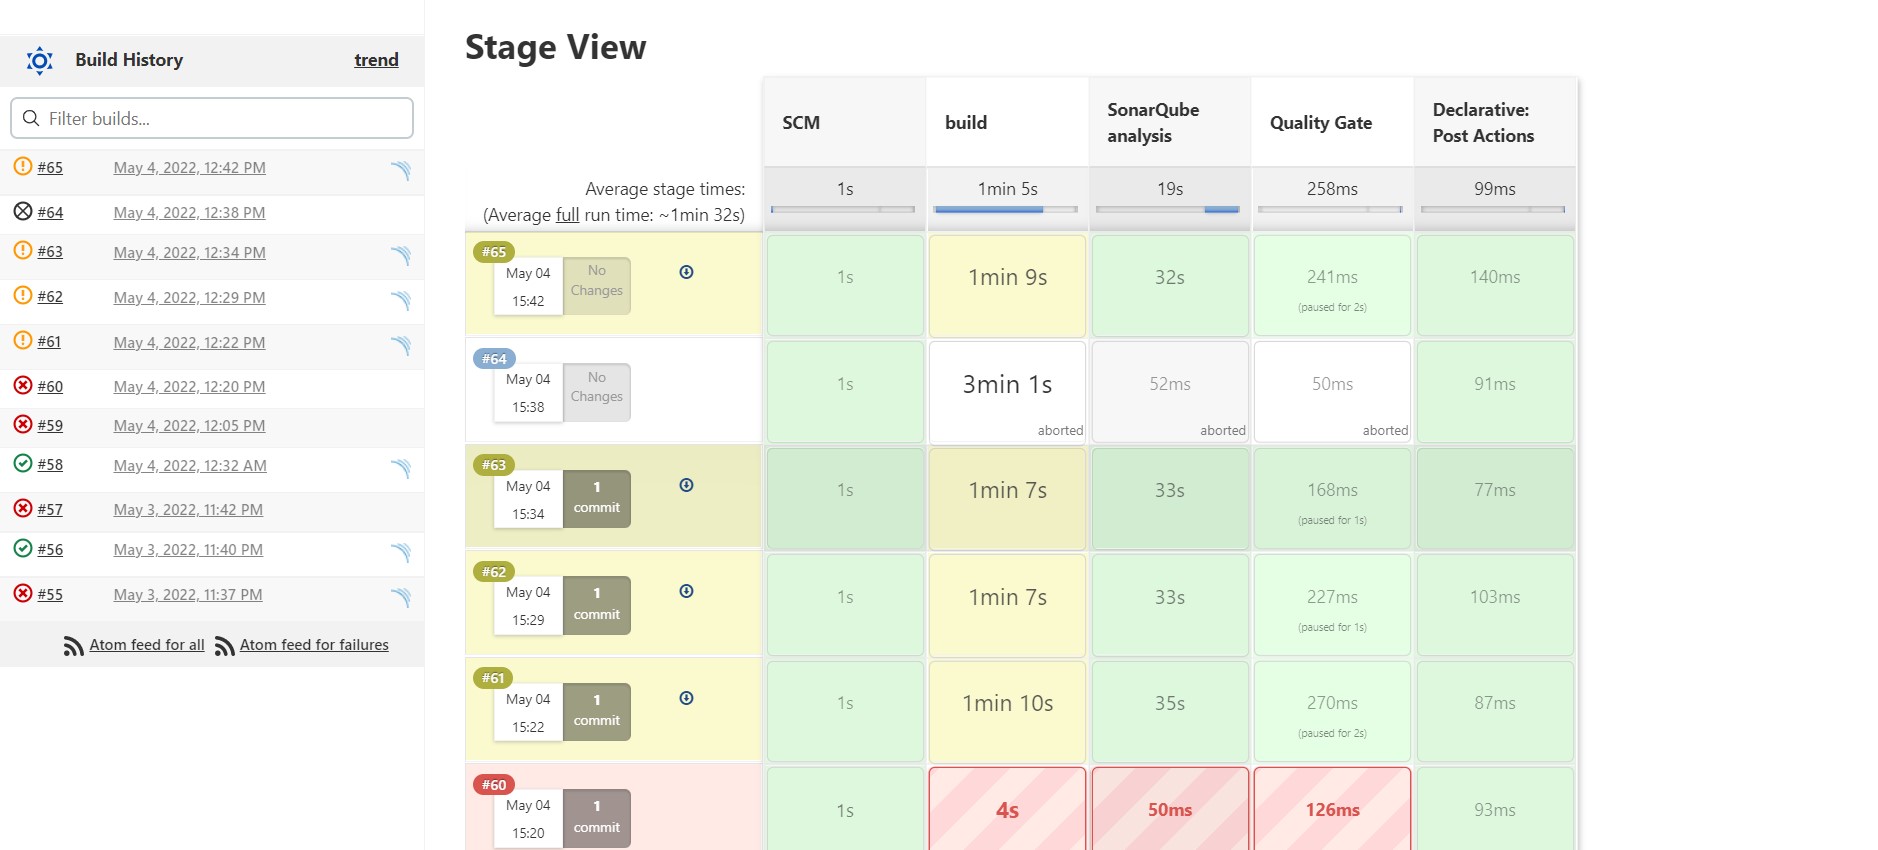 Build History
trend
Filter builds...
#65 May 4, 2022, 12:42 PM
#64 May 4, 2022, 12:38 PM
#63 May 4, 2022, 12:34 PM
#62 May 4, 2022, 12:29 PM
#61 May 4, 2022, 12:22 PM
#60 May 4, 2022, 12:20 PM
#59 May 4, 2022, 12:05 PM
#58 May 4, 2022, 12:32 AM
#57 May 3, 2022, 11:42 PM
#56 May 3, 2022, 11:40 PM
#55 May 3, 2022, 11:37 PM
Atom feed for all Atom feed for failures
Stage View
SCM
build
SonarQube
analysis
Quality Gate
Declarative:
Post Actions
Average stage times:
(Average full run time: ~1min 32s)
1s
1min 5s
19s
258ms
99ms
#65
May 04
15:42
No
Changes
1s
1min 9s
32s
241ms
(paused for 2s)
140ms
#64
May 04
15:38
No
Changes
1s
3min 1s
aborted
52ms
aborted
50ms
aborted
91ms
#63
May 04
15:34
1
commit
1s
1min 7s
33s
168ms
(paused for 1s)
77ms
#62
May 04
15:29
1
commit
1s
1min 7s
33s
227ms
(paused for 1s)
103ms
#61
May 04
15:22
1
commit
1s
1min 10s
35s
270ms
(paused for 2s)
87ms
#60
May 04
15:20
1
commit
1s
4s
50ms
126ms
93ms